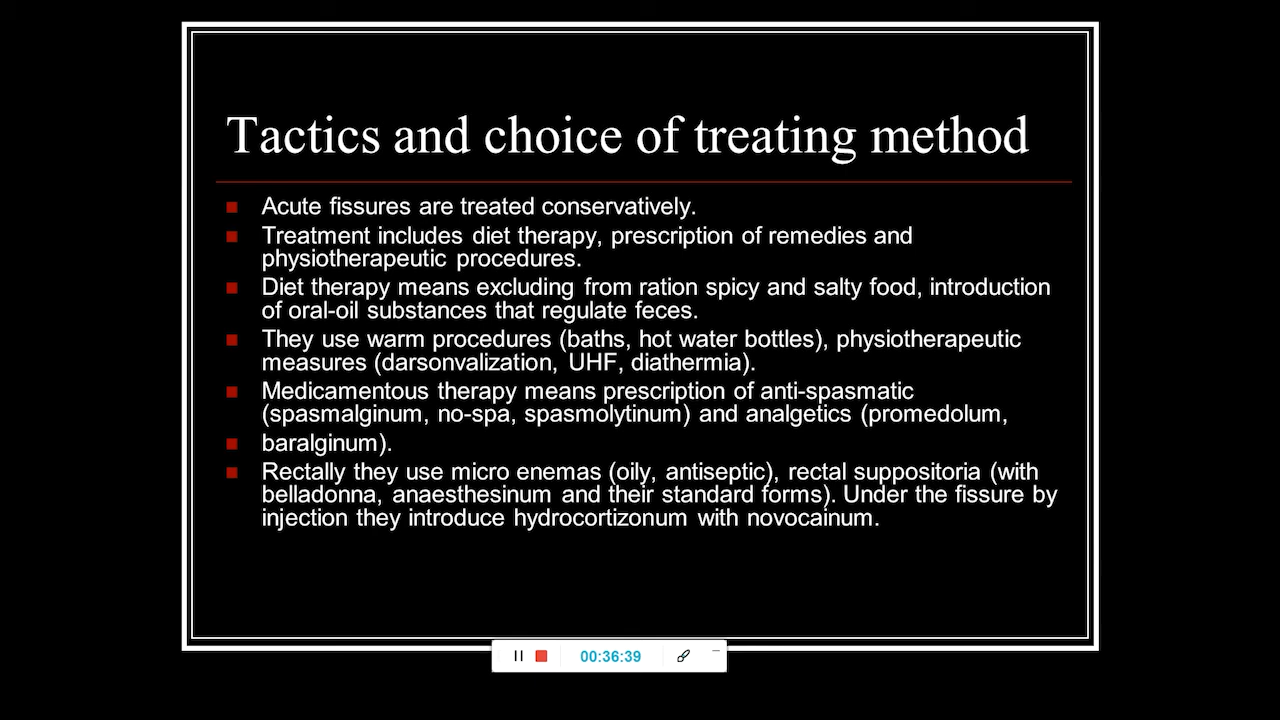 Tactics and choice of treating method
Acute fissures are treated conservatively.
Treatment includes diet therapy, prescription of remedies and
physiotherapeutic procedures.
Diet therapy means excluding from ration spicy and salty food, introduction
of oral-oil substances that regulate feces.
They use warm procedures (baths, hot water bottles), physiotherapeutic
measures (darsonvalization, UHF, diathermia).
Medicamentous therapy means prescription of anti-spasmatic
(spasmalginum, no-spa, spasmolytinum) and analgetics (promedolum,
baralginum).
Rectally they use micro enemas (oily, antiseptic), rectal suppositoria (with
belladonna, anaesthesinum and their standard forms). Under the fissure by
injection they introduce hydrocortizonum with novocainum.
00:36:39